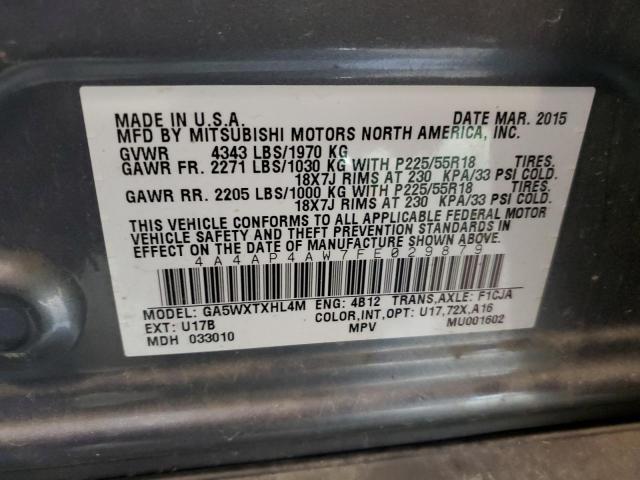 MADE IN U.S.A. DATE MAR. 2015
MFD BY MITSUBISHI MOTORS NORTH AMERICA, INC.
GVWR 4343 LBS/1970 KG
GAWR FR. 2271 LBS/1030 KG WITH P225/55R18 TIRES.
18X7J RIMS AT 230 KPA/33 PSI COLD.
GAWR RR. 2205 LBS/1000 KG WITH P225/55R18 TIRES.
18X7J RIMS AT 230 KPA/33 PSI COLD.
THIS VEHICLE CONFORMS TO ALL APPLICABLE FEDERAL MOTOR
VEHICLE SAFETY AND THEFT PREVENTION STANDARDS IN
EFFECT ON THE DATE OF MANUFACTURE SHOWN ABOVE.
4A4AP4AW7FE029879
MODEL: GA5WXTXHL4M ENG: 4B12 TRANS,AXLE: F1CJA
EXT: U17B COLOR,INT,OPT: U17,72X,A16
MDH 033010 MPV MU001602